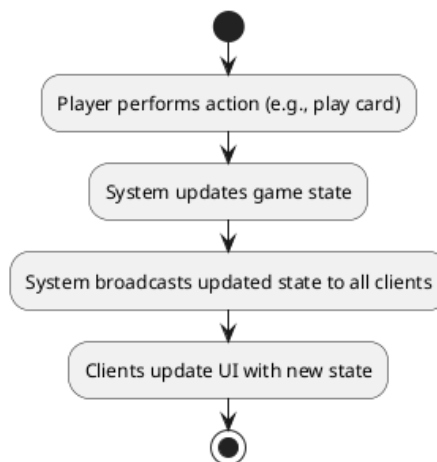 Player performs action (e.g., play card)
System updates game state
System broadcasts updated state to all clients
Clients update UI with new state